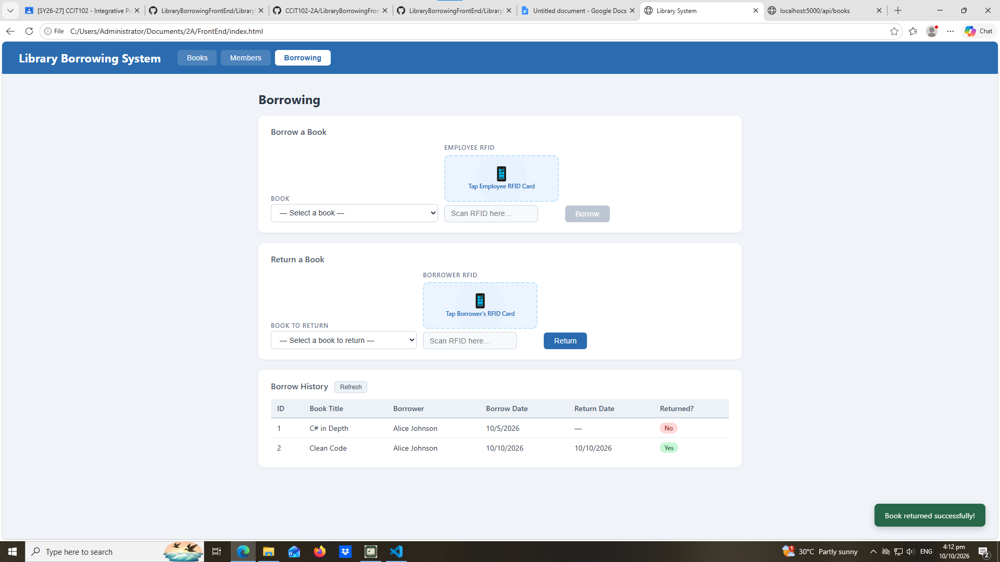 [SY26-27] CCIT102 - Integrative Pr
LibraryBorrowingFrontEnd/Library
CCIT102-2A/LibraryBorrowingFron
LibraryBorrowingFrontEnd/Library
Untitled document - Google Docs
Library System
localhost:5000/api/books
File
C:/Users/Administrator/Documents/2A/FrontEnd/index.html
Chat
Library Borrowing System
Books
Members
Borrowing
Borrowing
Borrow a Book
EMPLOYEE RFID
Tap Employee RFID Card
BOOK
— Select a book —
Scan RFID here…
Borrow
Return a Book
BORROWER RFID
Tap Borrower's RFID Card
BOOK TO RETURN
— Select a book to return —
Scan RFID here…
Return
Borrow History
Refresh
ID Book Title Borrower Borrow Date Return Date Returned?
1 C# in Depth Alice Johnson 10/5/2026 — No
2 Clean Code Alice Johnson 10/10/2026 10/10/2026 Yes
Book returned successfully!
Type here to search
5
30°C Partly sunny
ENG
4:12 pm
10/10/2026
2